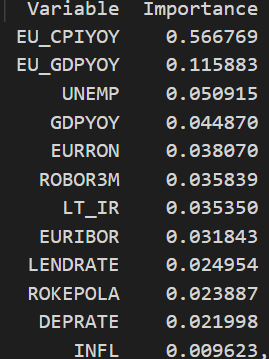 Variable Importance
EU_CPIYOY 0.566769
EU_GDPYOY 0.115883
UNEMP 0.050915
GDPYOY 0.044870
EURRON 0.038070
ROBOR3M 0.035839
LT_IR 0.035350
EURIBOR 0.031843
LENDRATE 0.024954
ROKEPOLA 0.023887
DEPRATE 0.021998
INFL 0.009623